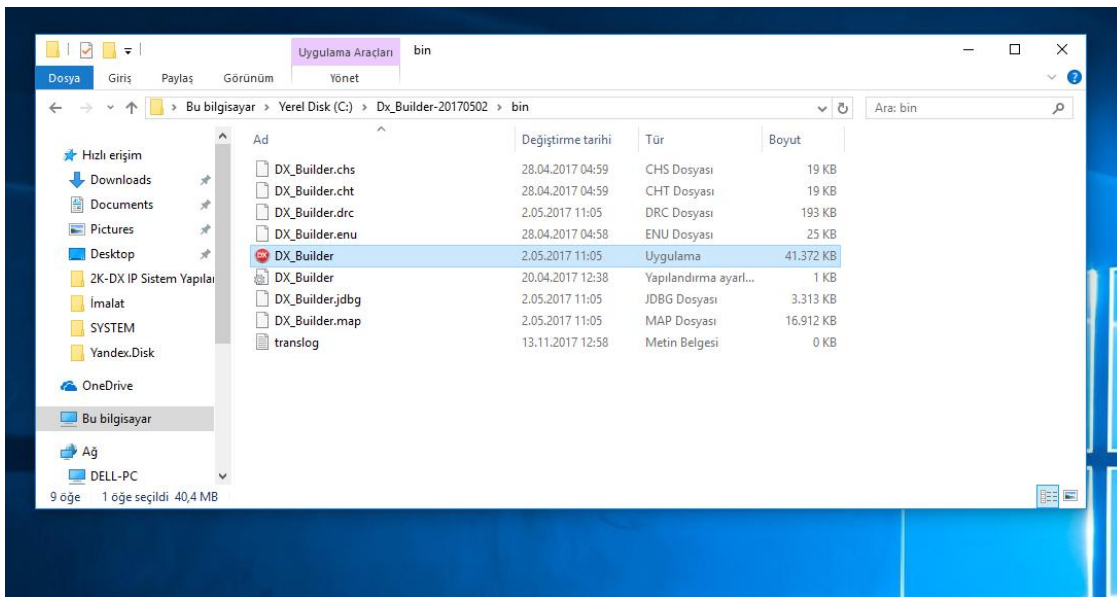 Uygulama Araçları bin
Dosya Giriş Paylaş Görünüm Yönet
Bu bilgisayar > Yerel Disk (C:) > Dx_Builder-20170502 > bin Ara: bin
Ad Değiştirme tarihi Tür Boyut
Hızlı erişim
Downloads
Documents
Pictures
Desktop
2K-DX IP Sistem Yapıla
İmalat
SYSTEM
Yandex.Disk
OneDrive
Bu bilgisayar
Ağ
DELL-PC
DX_Builder.chs 28.04.2017 04:59 CHS Dosyası 19 KB
DX_Builder.cht 28.04.2017 04:59 CHT Dosyası 19 KB
DX_Builder.drc 2.05.2017 11:05 DRC Dosyası 193 KB
DX_Builder.enu 28.04.2017 04:58 ENU Dosyası 25 KB
DX_Builder 2.05.2017 11:05 Uygulama 41.372 KB
DX_Builder 20.04.2017 12:38 Yapılandırma ayarl... 1 KB
DX_Builder.jdbg 2.05.2017 11:05 JDBG Dosyası 3.313 KB
DX_Builder.map 2.05.2017 11:05 MAP Dosyası 16.912 KB
translog 13.11.2017 12:58 Metin Belgesi 0 KB
9 öğe 1 öğe seçildi 40,4 MB